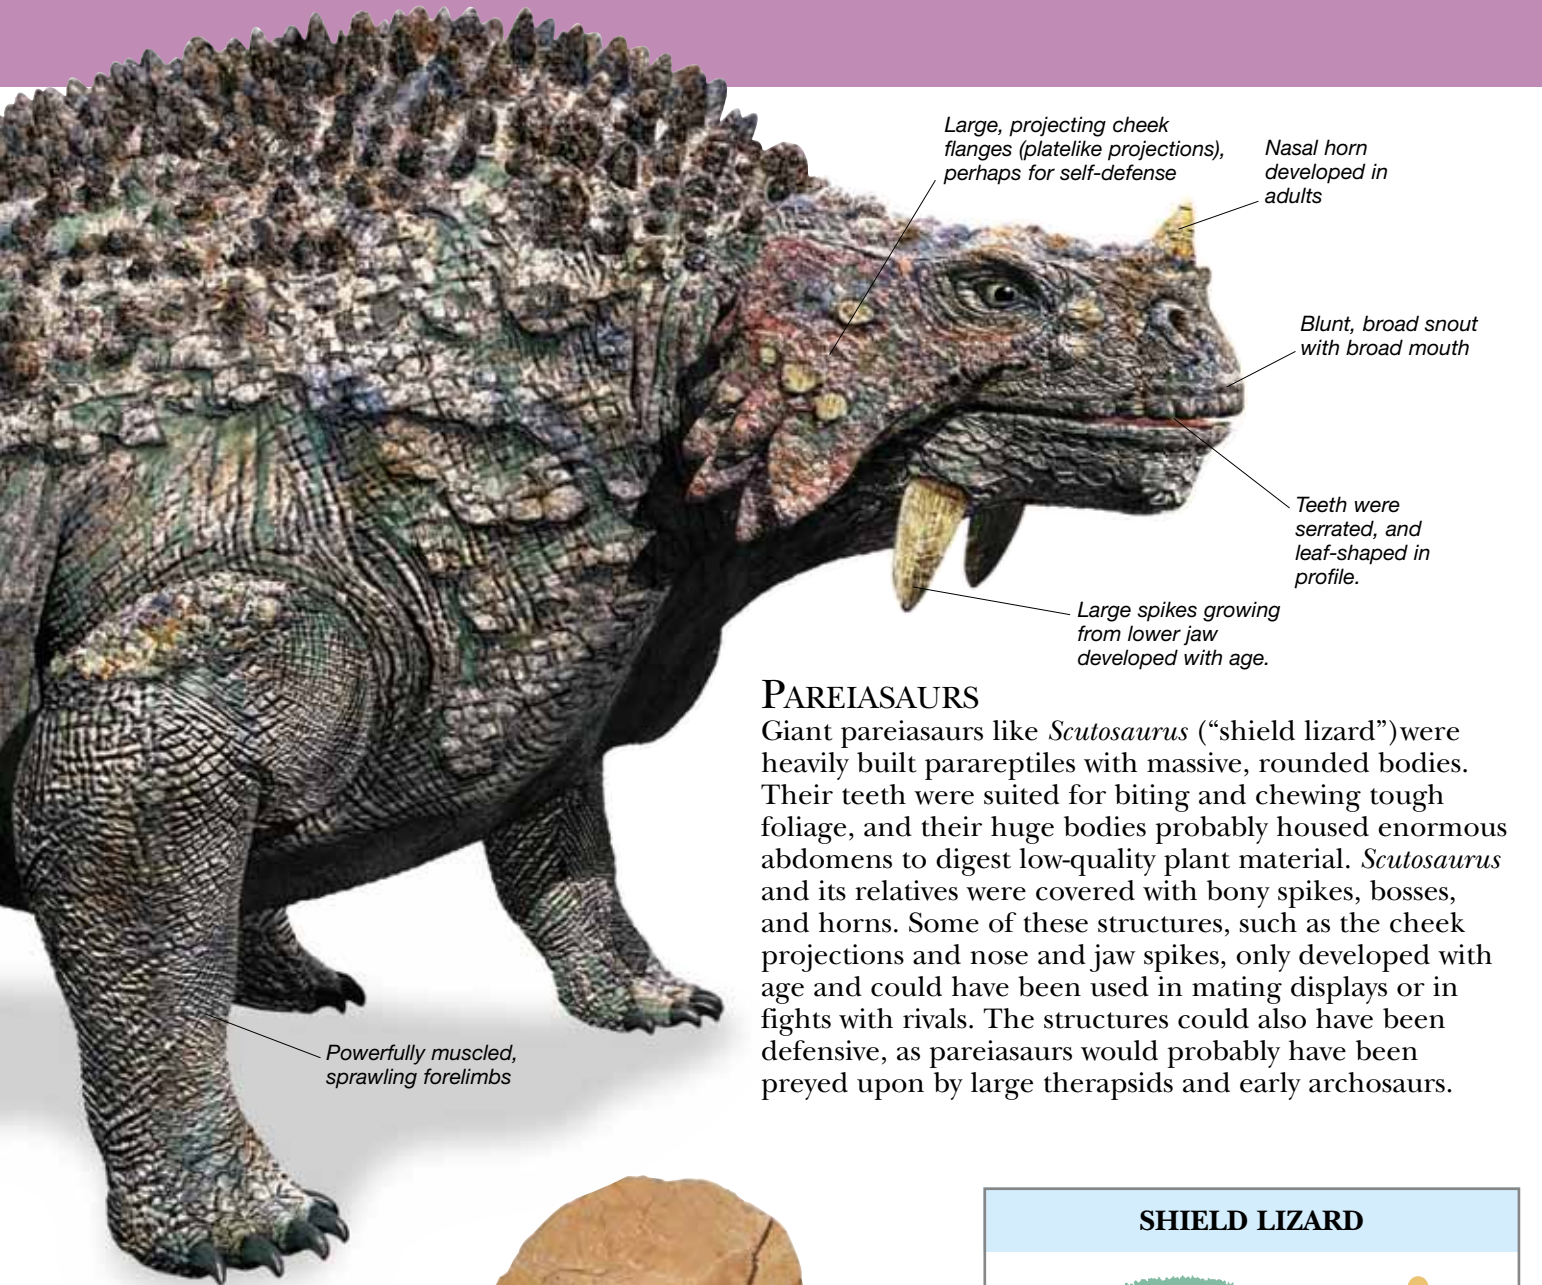 Large, projecting cheek
flanges (platelike projections),
perhaps for self-defense
Nasal horn
developed in
adults
Blunt, broad snout
with broad mouth
Teeth were
serrated, and
leaf-shaped in
profile.
Large spikes growing
from lower jaw
developed with age.
PAREIASAURS
Giant pareiasaurs like Scutosaurus (“shield lizard”)were
heavily built parareptiles with massive, rounded bodies.
Their teeth were suited for biting and chewing tough
foliage, and their huge bodies probably housed enormous
abdomens to digest low-quality plant material. Scutosaurus
and its relatives were covered with bony spikes, bosses,
and horns. Some of these structures, such as the cheek
projections and nose and jaw spikes, only developed with
age and could have been used in mating displays or in
fights with rivals. The structures could also have been
defensive, as pareiasaurs would probably have been
preyed upon by large therapsids and early archosaurs.
Powerfully muscled,
sprawling forelimbs
SHIELD LIZARD